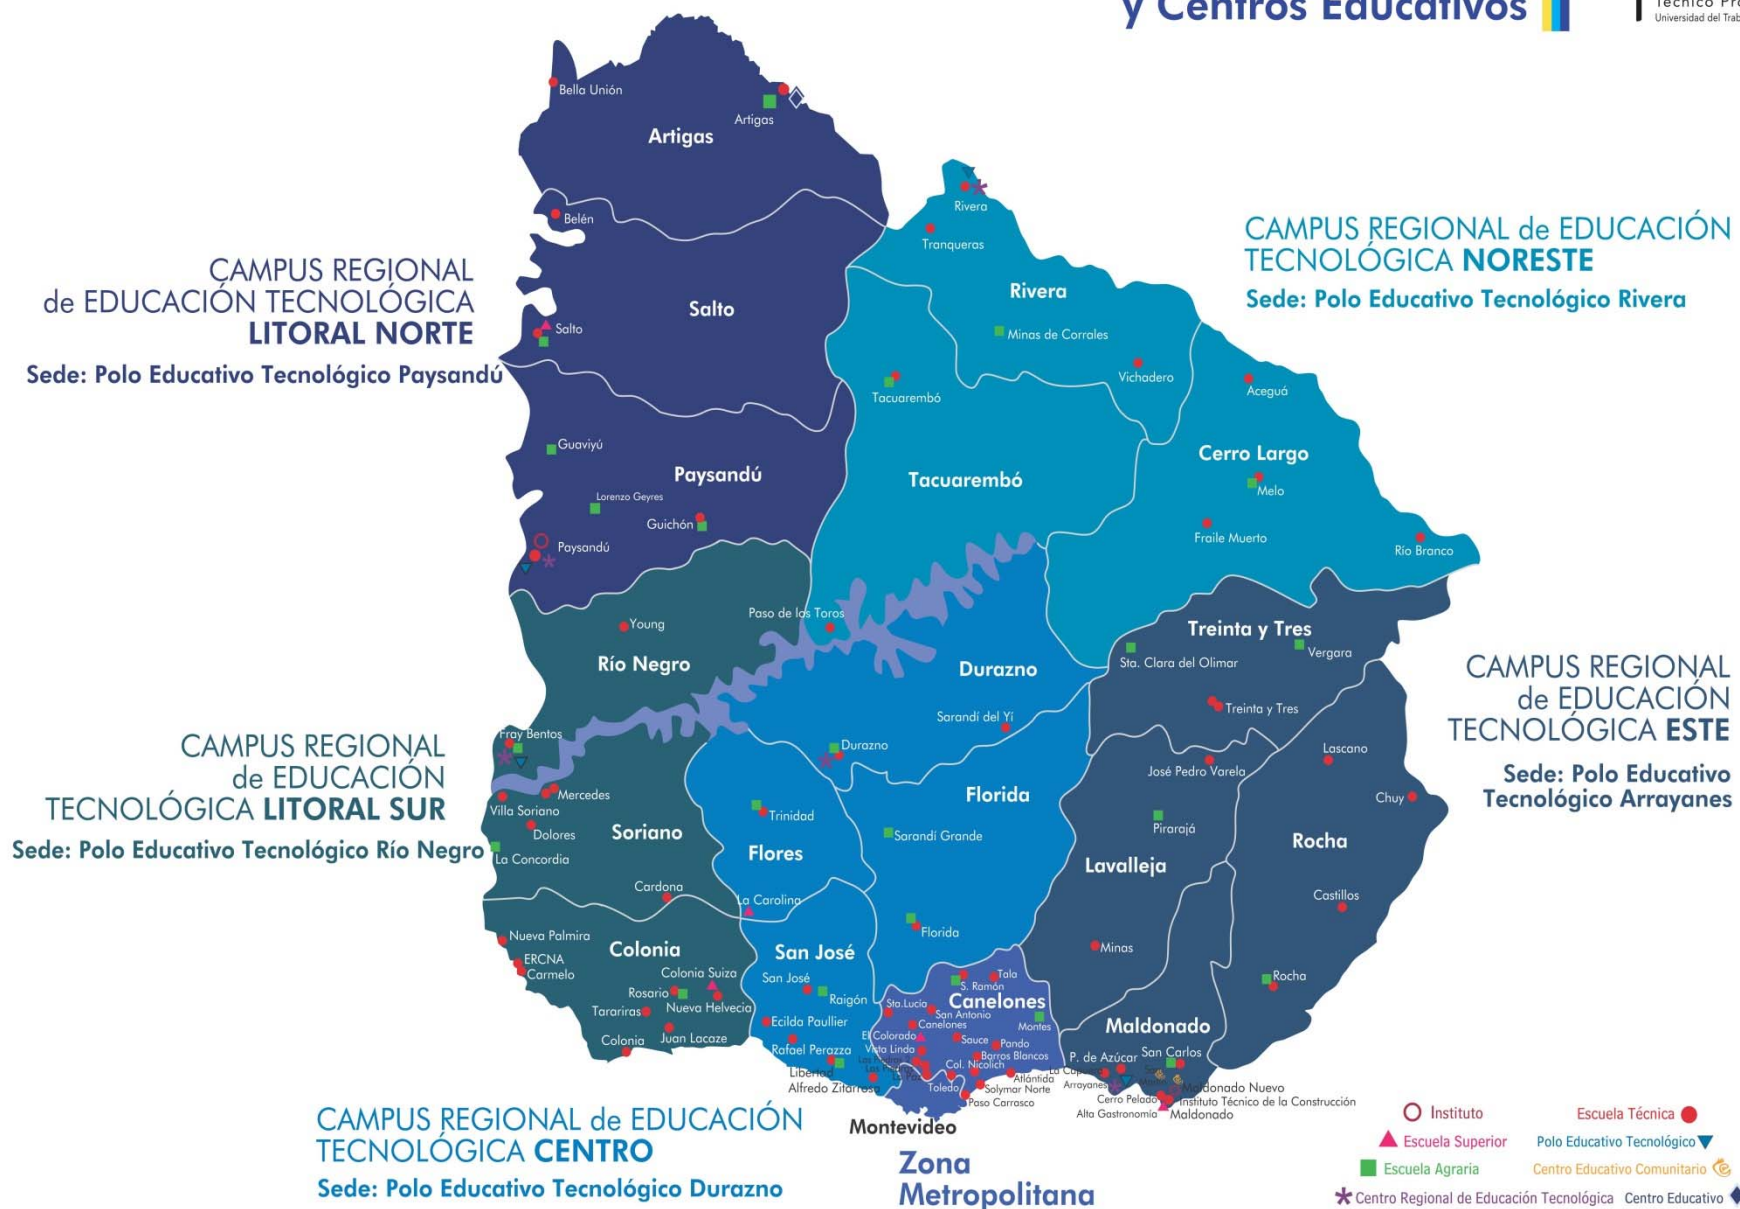 y Centros Educativos
Técnico Pro
Universidad del Trab
Bella Unión
Artigas
Artigas
Belén
Rivera
Tranqueras
CAMPUS REGIONAL de EDUCACIÓN
TECNOLÓGICA NORESTE
Sede: Polo Educativo Tecnológico Rivera
CAMPUS REGIONAL
de EDUCACIÓN TECNOLÓGICA
LITORAL NORTE
Sede: Polo Educativo Tecnológico Paysandú
Salto
Salto
Rivera
Minas de Corrales
Vichadero
Tacuarembó
Aceguá
Guaviyú
Paysandú
Lorenzo Geyres
Guichón
Paysandú
Tacuarembó
Cerro Largo
Melo
Fraile Muerto
Río Branco
Young
Paso de los Toros
Río Negro
Durazno
Treinta y Tres
Sta. Clara del Olimar
Vergara
Treinta y Tres
CAMPUS REGIONAL
de EDUCACIÓN
TECNOLÓGICA ESTE
Sede: Polo Educativo
Tecnológico Arrayanes
Sarandí del Yí
Fray Bentos
Durazno
Lascano
José Pedro Varela
CAMPUS REGIONAL
de EDUCACIÓN
TECNOLÓGICA LITORAL SUR
Sede: Polo Educativo Tecnológico Río Negro
Mercedes
Villa Soriano
Dolores
La Concordia
Soriano
Cardona
Trinidad
Flores
La Carolina
Florida
Sarandí Grande
Florida
Chuy
Pirarajá
Lavalleja
Rocha
Castillos
Minas
Rocha
Nueva Palmira
ERCNA
Carmelo
Colonia
Colonia Suiza
Rosario
Nueva Helvecia
Tarariras
Juan Lacaze
Colonia
San José
San José
Raigón
Ecilda Paullier
Rafael Perazza
Libertad
Alfredo Zitarrosa
Tala
S. Ramón
Canelones
Sta.Lucía
San Antonio
Canelones
Montes
El Colorado
Sauce
Vista Linda
Pando
Barros Blancos
Col. Nicolich
Toledo
Atlántida
Solymar Norte
Paso Carrasco
Maldonado
P. de Azúcar
San Carlos
La Capuera
Arrayanes
Maldonado Nuevo
Cerro Pelado
Instituto Técnico de la Construcción
Alta Gastronomía
Maldonado
Montevideo
Zona
Metropolitana
CAMPUS REGIONAL de EDUCACIÓN
TECNOLÓGICA CENTRO
Sede: Polo Educativo Tecnológico Durazno
Instituto
Escuela Técnica
Escuela Superior
Polo Educativo Tecnológico
Escuela Agraria
Centro Educativo Comunitario
Centro Regional de Educación Tecnológica
Centro Educativo